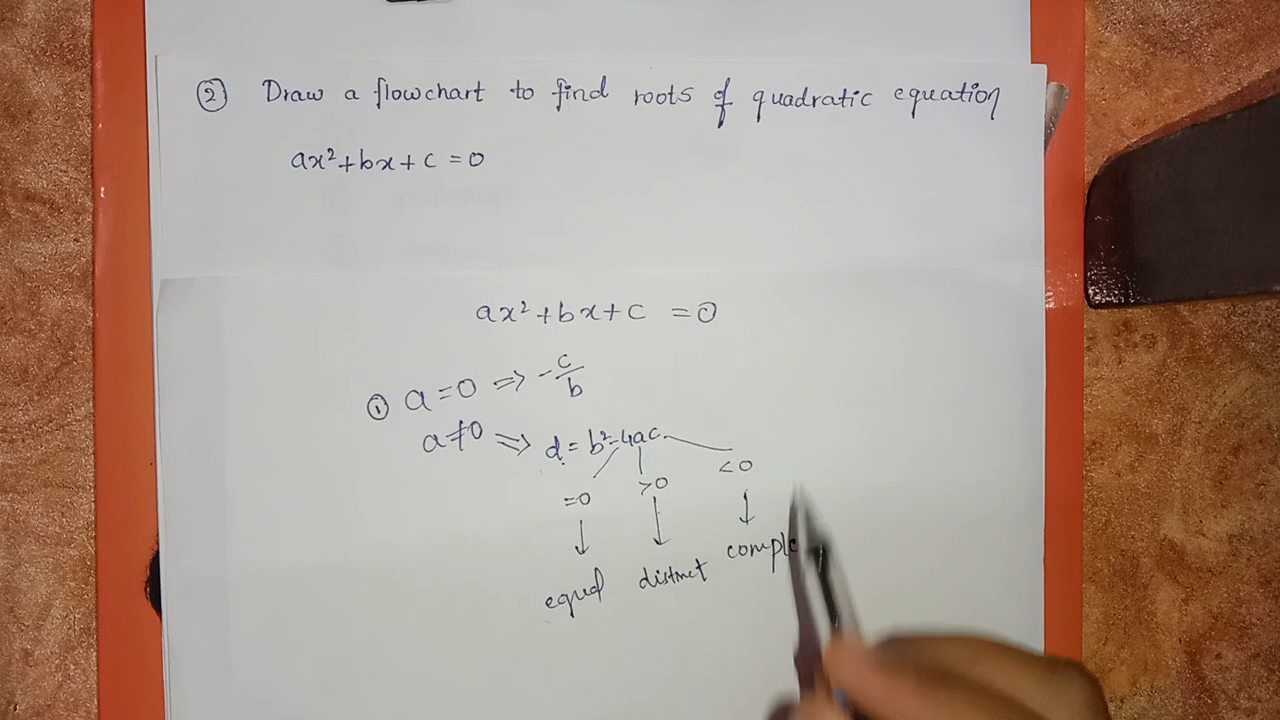 ② Draw a flowchart to find roots of quadratic equation
ax²+bx+c=0
ax²+bx+c=0
① a=0 ⇒ -c/b
a≠0 ⇒ d=b²-4ac
=0 >0 <0
↓ ↓ ↓
equal distinct